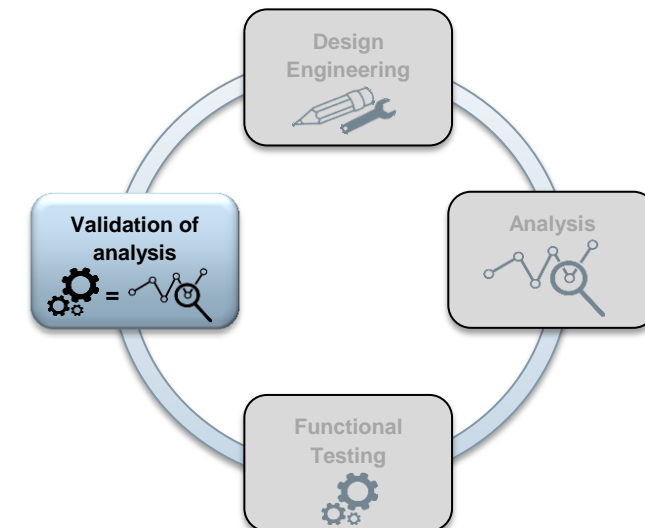 Design
Engineering
Validation of
analysis
=
Analysis
Functional
Testing